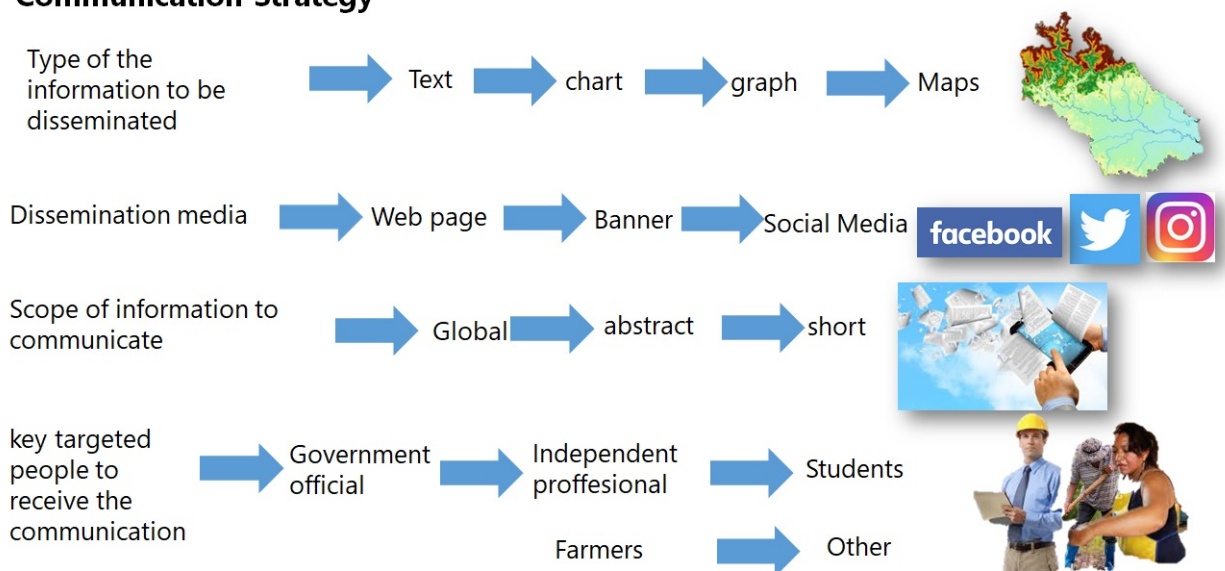 Communication Strategy
Type of the
information to be
disseminated
Text
chart
graph
Maps
Dissemination media
Web page
Banner
Social Media
facebook
Scope of information to
communicate
Global
abstract
short
key targeted
people to
receive the
communication
Government
official
Independent
proffesional
Students
Farmers
Other